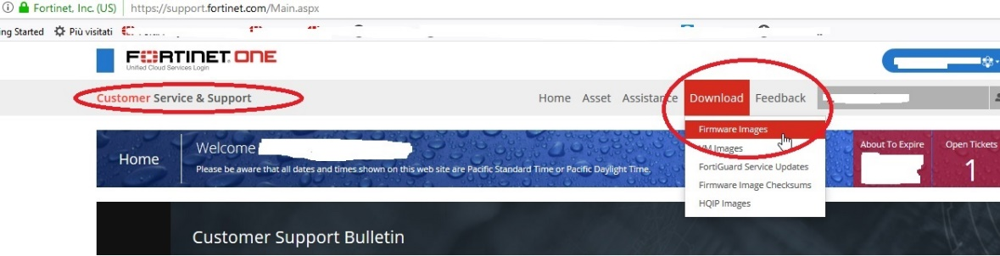 Fortinet, Inc. (US) https://support.fortinet.com/Main.aspx
ng Started Più visitati
FORTINET ONE
Unified Cloud Services Login
Customer Service & Support Home Asset Assistance Download Feedback
Firmware Images
VM Images
FortiGuard Service Updates
Firmware Image Checksums
HQIP Images
Home
Welcome
Please be aware that all dates and times shown on this web site are Pacific Standard Time or Pacific Daylight Time.
About To Expire Open Tickets
1
Customer Support Bulletin